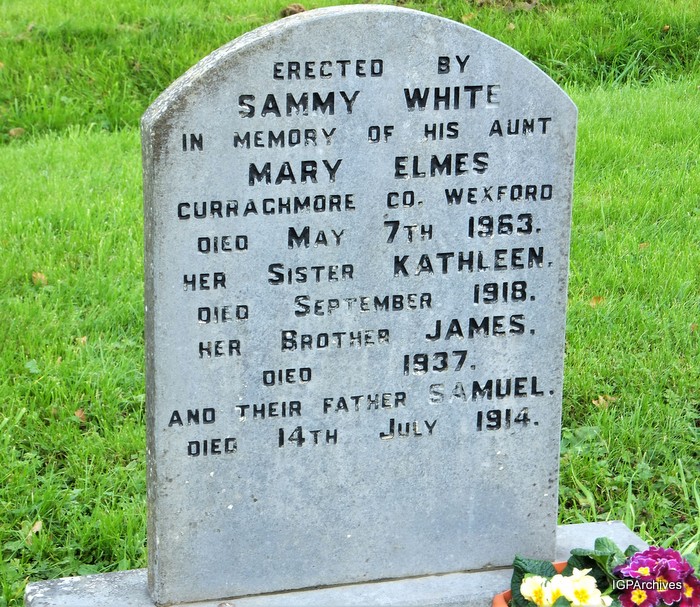 ERECTED BY
SAMMY WHITE
IN MEMORY OF HIS AUNT
MARY ELMES
CURRAGHMORE CO. WEXFORD
DIED MAY 7TH 1963.
HER SISTER KATHLEEN.
DIED SEPTEMBER 1918.
HER BROTHER JAMES.
DIED 1937.
AND THEIR FATHER SAMUEL.
DIED 14TH JULY 1914.
IGPArchives